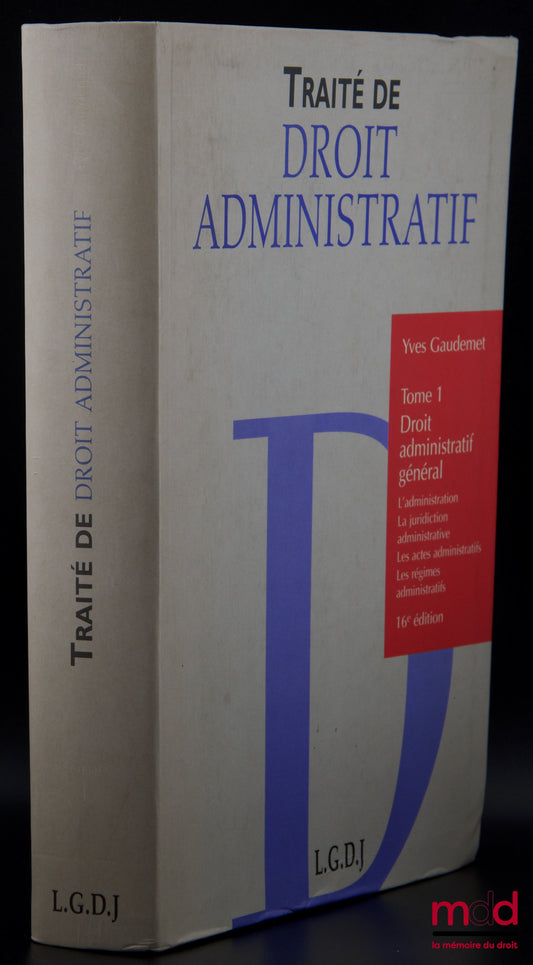 TRAITÉ DE
DROIT
ADMINISTRATIF
Yves Gaudemet
Tome 1
Droit
administratif
général
L'administration
La juridiction
administrative
Les actes administratifs
Les régimes
administratifs
16e édition
L.G.D.J
TRAITÉ DE DROIT ADMINISTRATIF
L.G.D.J
mdd
la mémoire du droit